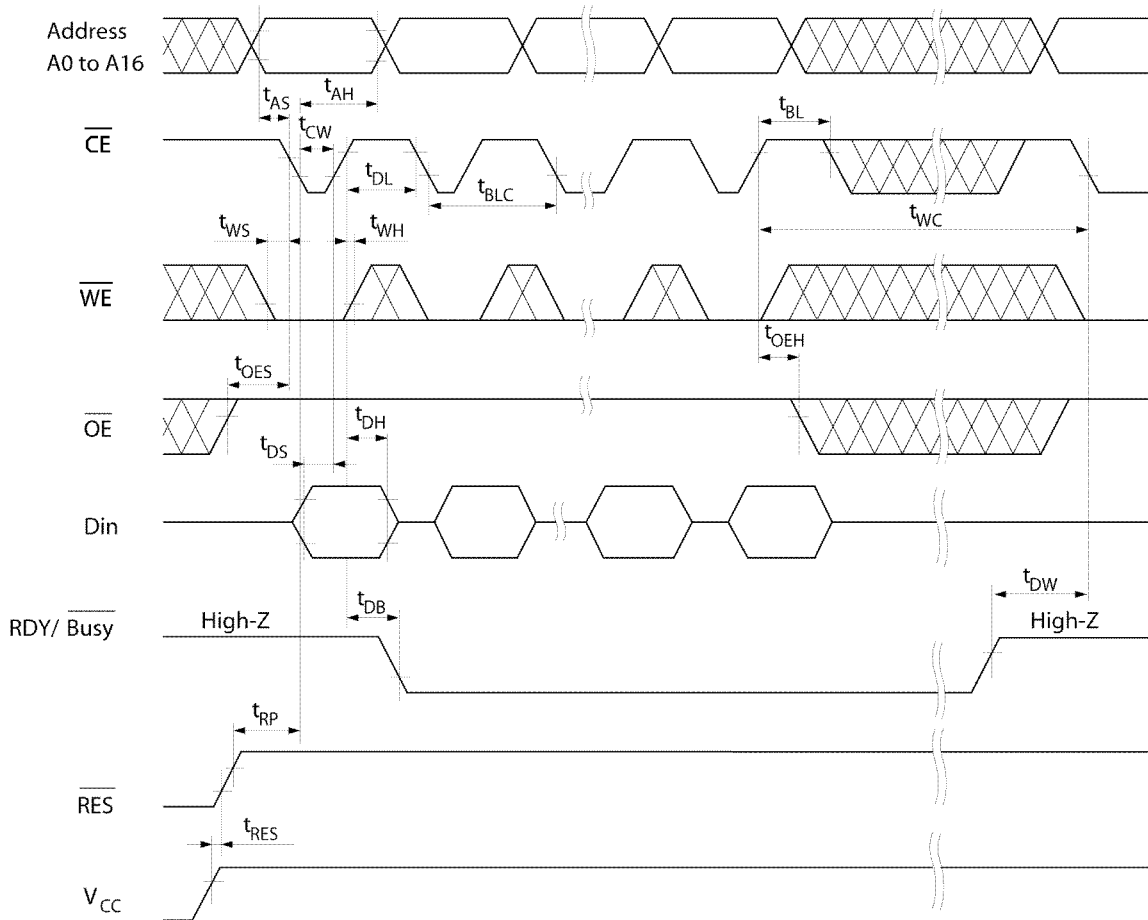 Address
A0 to A16
tAS
tAH
tCW
tBL
CE
tDL
tBLC
tWS
tWH
tWC
WE
tOES
tOEH
OE
tDH
tDS
Din
tDB
tDW
RDY/ Busy
High-Z
High-Z
tRP
RES
tRES
VCC